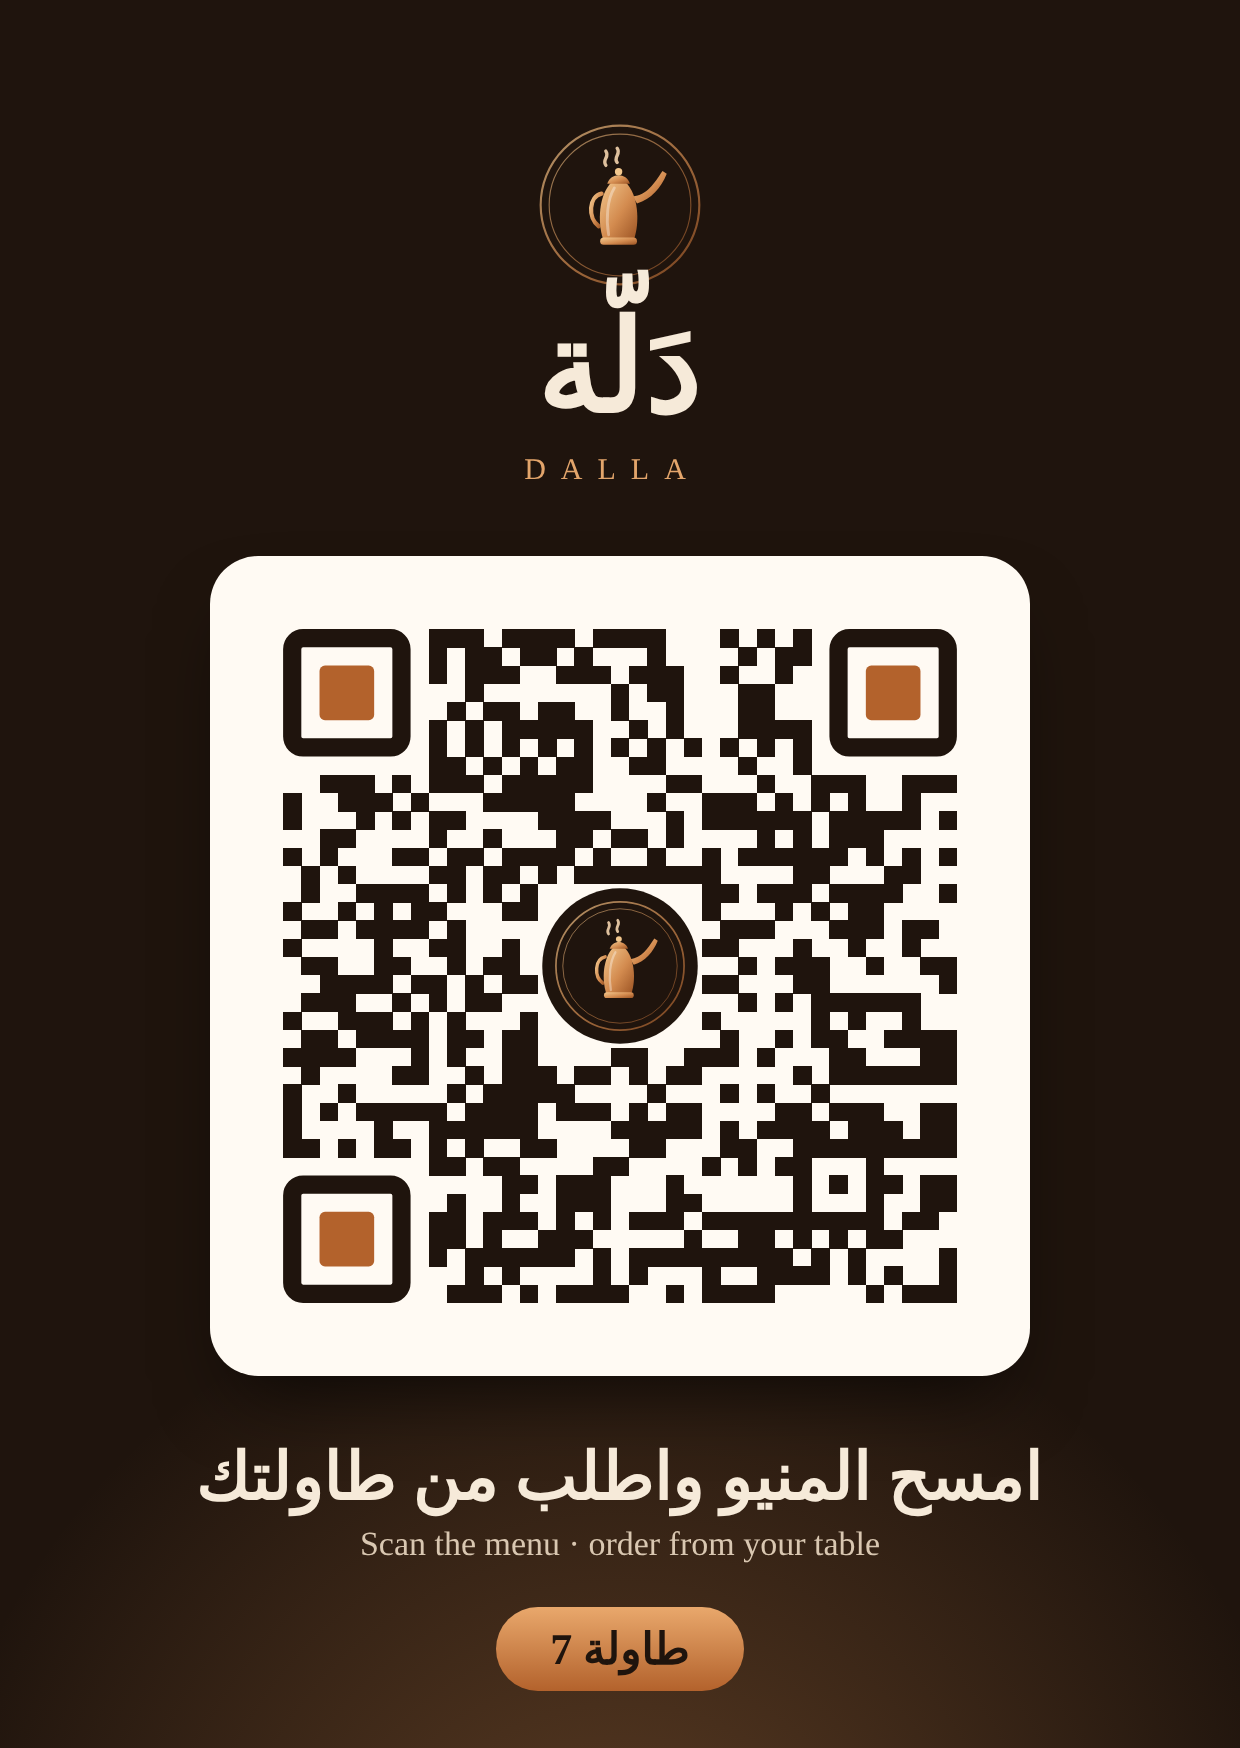 دَلّة
DALLA
امسح المنيو واطلب من طاولتك
Scan the menu · order from your table
طاولة 7